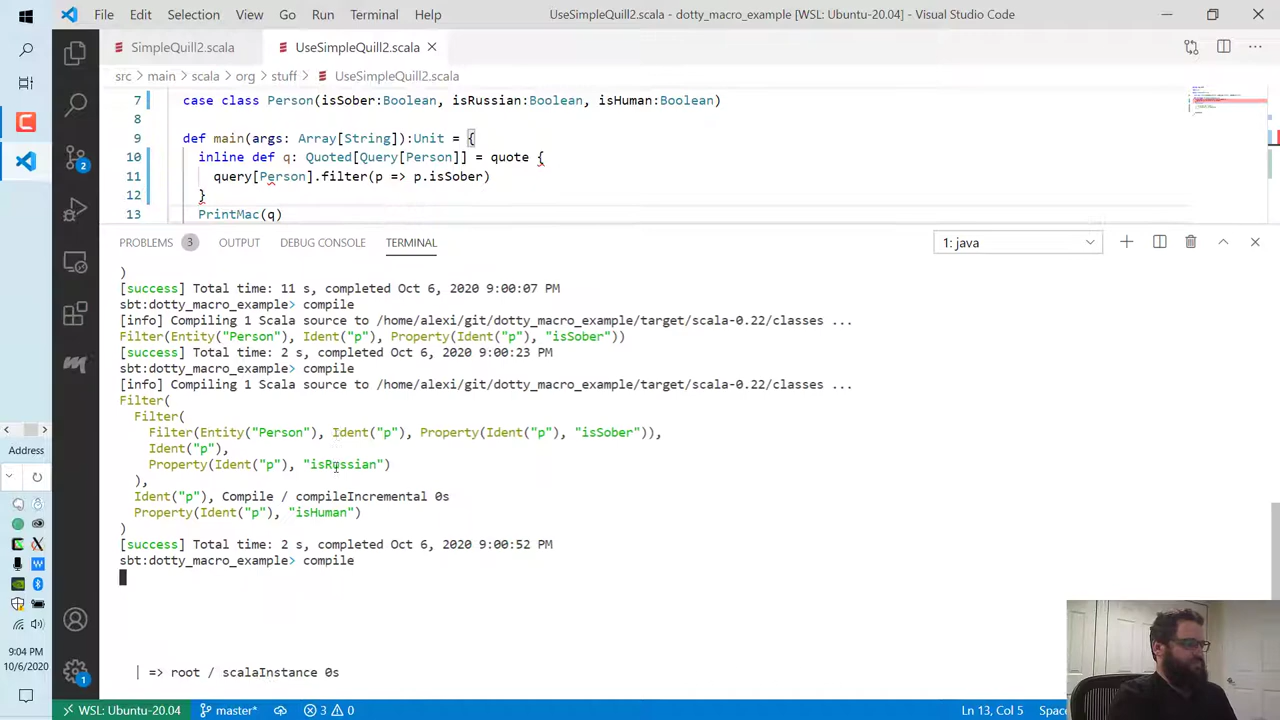 File Edit Selection View Go Run Terminal Help UseSimpleQuill2.scala - dotty_macro_example [WSL: Ubuntu-20.04] - Visual Studio Code
SimpleQuill2.scala UseSimpleQuill2.scala
src > main > scala > org > stuff > UseSimpleQuill2.scala
7 case class Person(isSober:Boolean, isRussian:Boolean, isHuman:Boolean)
8
9 def main(args: Array[String]):Unit = {
10 inline def q: Quoted[Query[Person]] = quote {
11 query[Person].filter(p => p.isSober)
12 }
13 PrintMac(q)
PROBLEMS 3 OUTPUT DEBUG CONSOLE TERMINAL 1: java
)
[success] Total time: 11 s, completed Oct 6, 2020 9:00:07 PM
sbt:dotty_macro_example> compile
[info] Compiling 1 Scala source to /home/alexi/git/dotty_macro_example/target/scala-0.22/classes ...
Filter(Entity("Person"), Ident("p"), Property(Ident("p"), "isSober"))
[success] Total time: 2 s, completed Oct 6, 2020 9:00:23 PM
sbt:dotty_macro_example> compile
[info] Compiling 1 Scala source to /home/alexi/git/dotty_macro_example/target/scala-0.22/classes ...
Filter(
Filter(
Filter(Entity("Person"), Ident("p"), Property(Ident("p"), "isSober")),
Ident("p"),
Property(Ident("p"), "isRussian")
),
Ident("p"), Compile / compileIncremental 0s
Property(Ident("p"), "isHuman")
)
[success] Total time: 2 s, completed Oct 6, 2020 9:00:52 PM
sbt:dotty_macro_example> compile
| => root / scalaInstance 0s
Address
2
1
9:04 PM
10/6/2020
WSL: Ubuntu-20.04 master* 3 0 Ln 13, Col 5